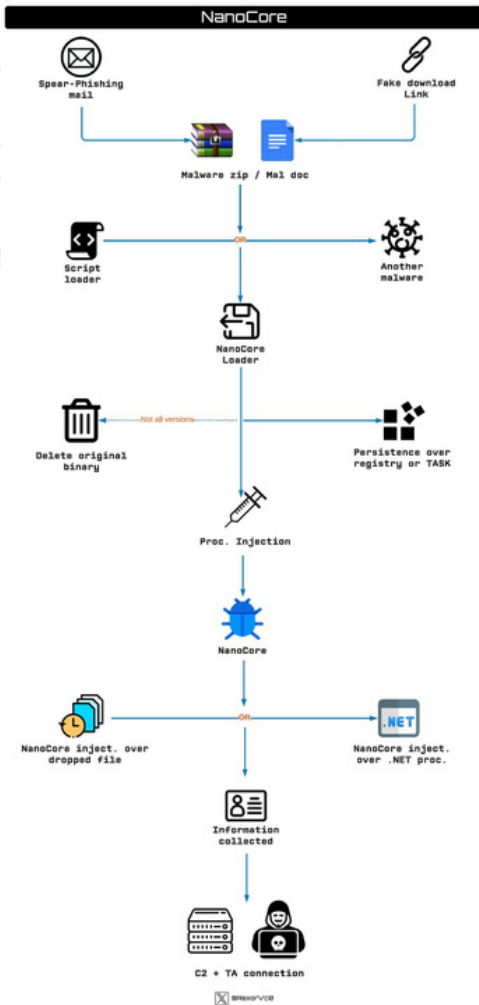 NanoCore
Spear-Phishing
mail
Fake download
Link
Malware zip / Mal doc
OR
Script
loader
Another
malware
NanoCore
Loader
Not all versions
Delete original
binary
Persistence over
registry or TASK
Proc. Injection
NanoCore
OR
.NET
NanoCore inject. over
dropped file
NanoCore inject.
over .NET proc.
Information
collected
C2 + TA connection
@RexorVc0